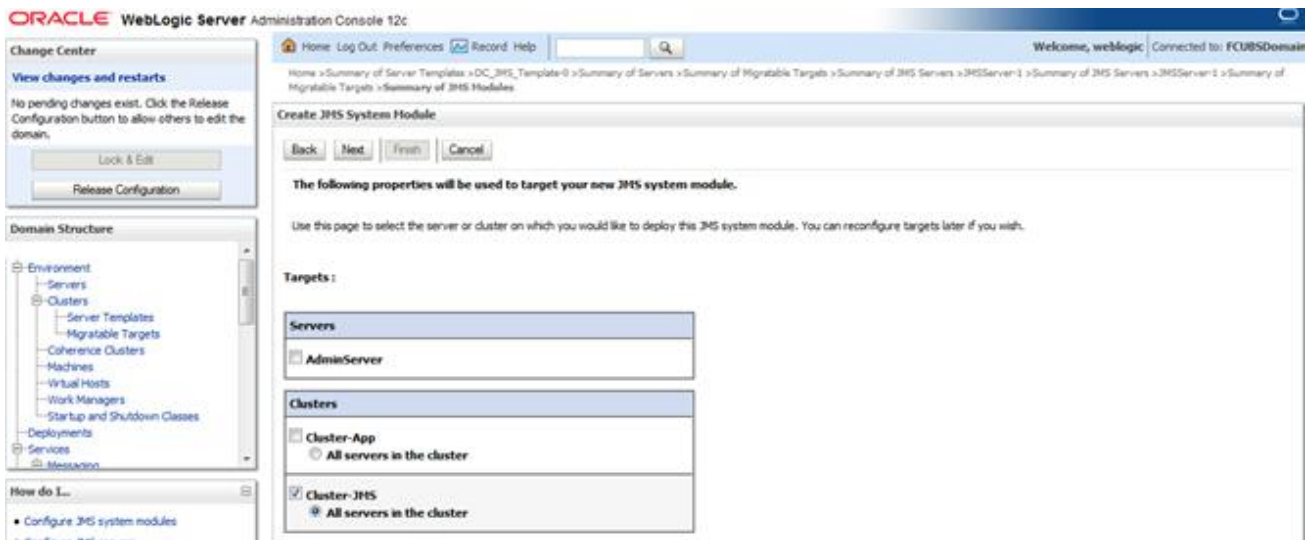 ORACLE WebLogic Server Administration Console 12c
Change Center
View changes and restarts
No pending changes exist. Click the Release
Configuration button to allow others to edit the
domain.
Lock & Edit
Release Configuration
Domain Structure
Environment
Servers
Clusters
Server Templates
Migratable Targets
Coherence Clusters
Machines
Virtual Hosts
Work Managers
Startup and Shutdown Classes
Deployments
Services
Messaging
How do I...
Configure JMS system modules
Home Log Out Preferences Record Help
Welcome, weblogic Connected to: FCUBSDomain
Home >Summary of Server Templates >DC_JMS_Template-0 >Summary of Servers >Summary of Migratable Targets >Summary of JMS Servers >JMSServer-1 >Summary of JMS Servers >JMSServer-1 >Summary of
Migratable Targets >Summary of JMS Modules
Create JMS System Module
Back Next Finish Cancel
The following properties will be used to target your new JMS system module.
Use this page to select the server or cluster on which you would like to deploy this JMS system module. You can reconfigure targets later if you wish.
Targets :
Servers
AdminServer
Clusters
Cluster-App
All servers in the cluster
Cluster-JMS
All servers in the cluster